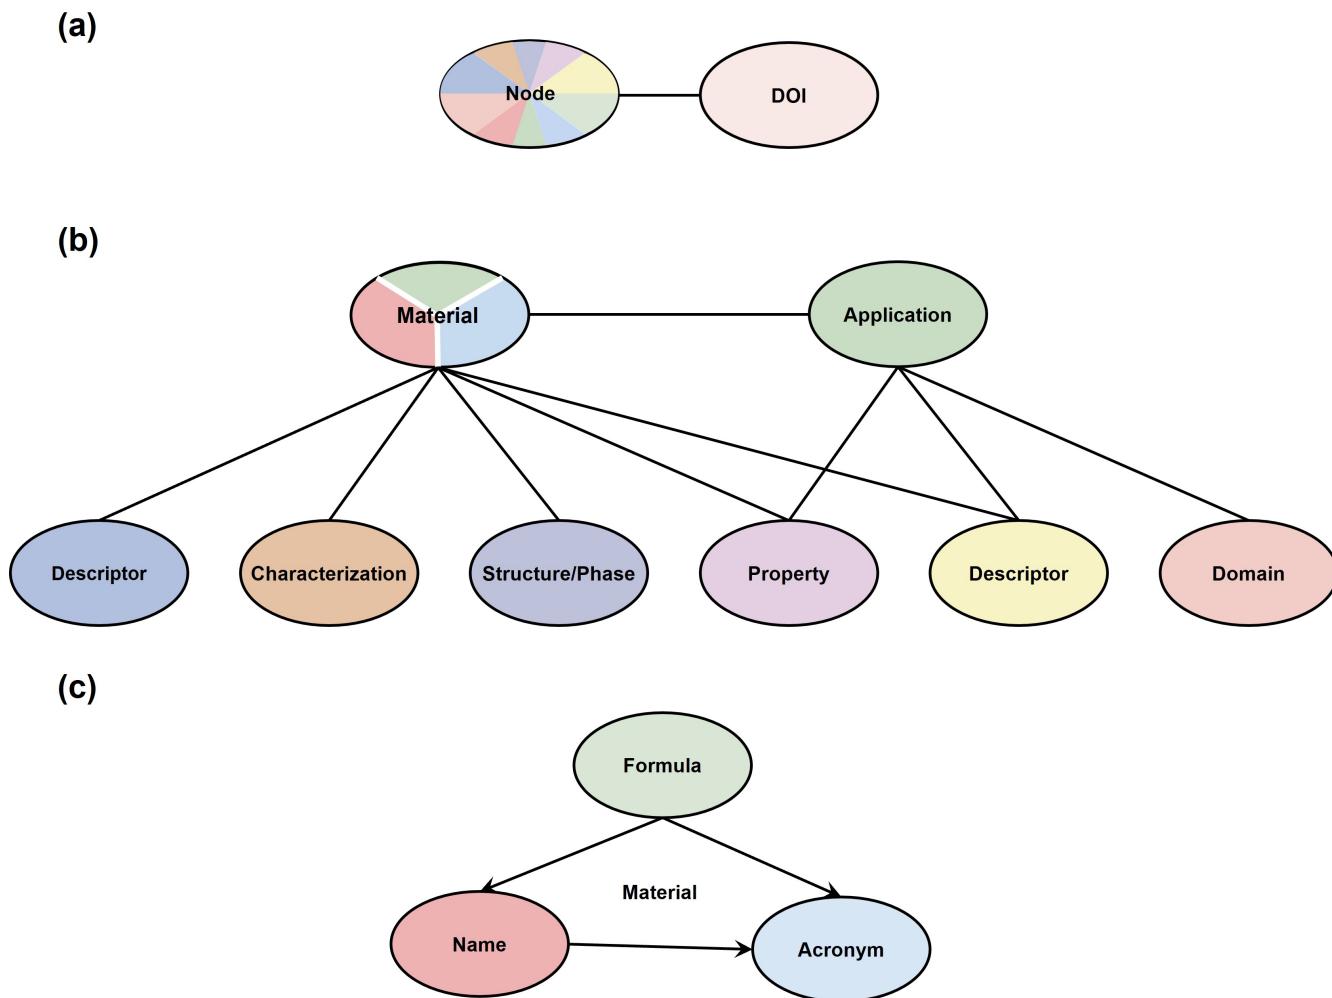 (a)
Node
DOI
(b)
Material
Application
Descriptor
Characterization
Structure/Phase
Property
Descriptor
Domain
(c)
Formula
Material
Name
Acronym